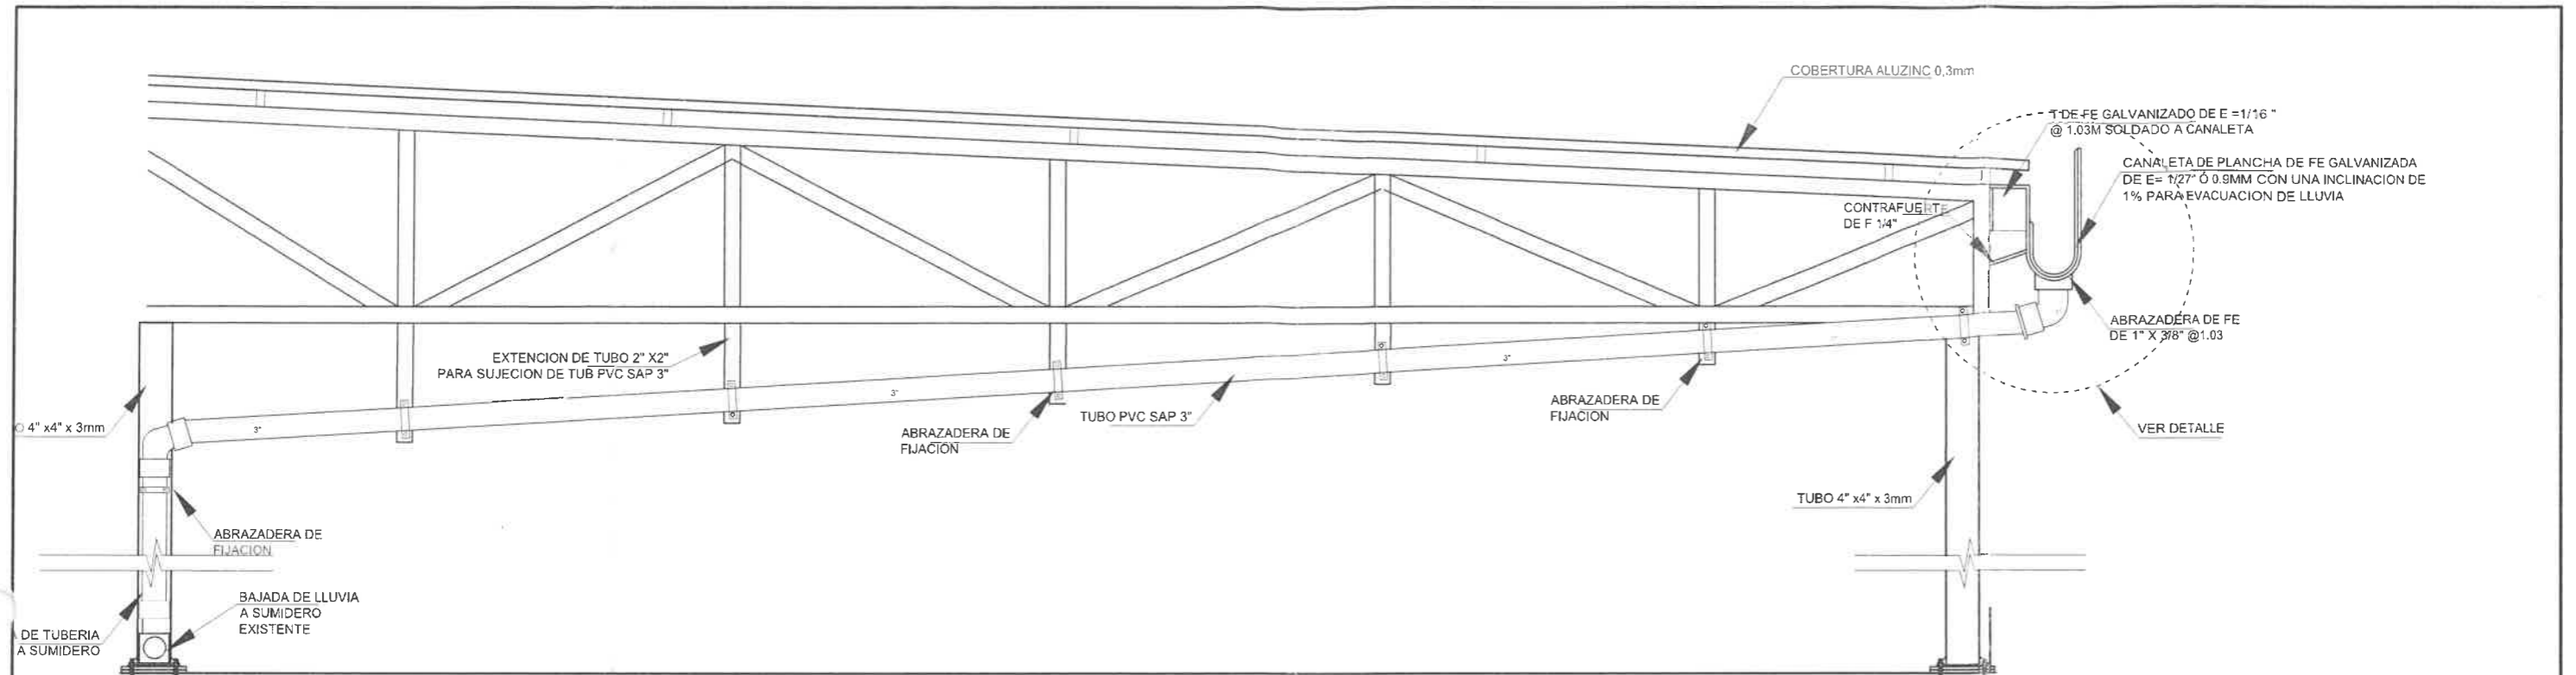 COBERTURA ALUZINC 0,3mm
T DE FE GALVANIZADO DE E =1/16 "
@ 1.03M SOLDADO A CANALETA
CANALETA DE PLANCHA DE FE GALVANIZADA
DE E= 1/27" Ó 0.9MM CON UNA INCLINACION DE
1% PARA EVACUACION DE LLUVIA
CONTRAFUERTE
DE F 1/4"
ABRAZADERA DE FE
DE 1" X 3/8" @1.03
EXTENCION DE TUBO 2" X2"
PARA SUJECION DE TUB PVC SAP 3"
3"
3"
3"
TUBO PVC SAP 3"
ABRAZADERA DE
FIJACION
ABRAZADERA DE
FIJACION
4" x4" x 3mm
VER DETALLE
TUBO 4" x4" x 3mm
ABRAZADERA DE
FIJACION
BAJADA DE LLUVIA
A SUMIDERO
EXISTENTE
DE TUBERIA
A SUMIDERO